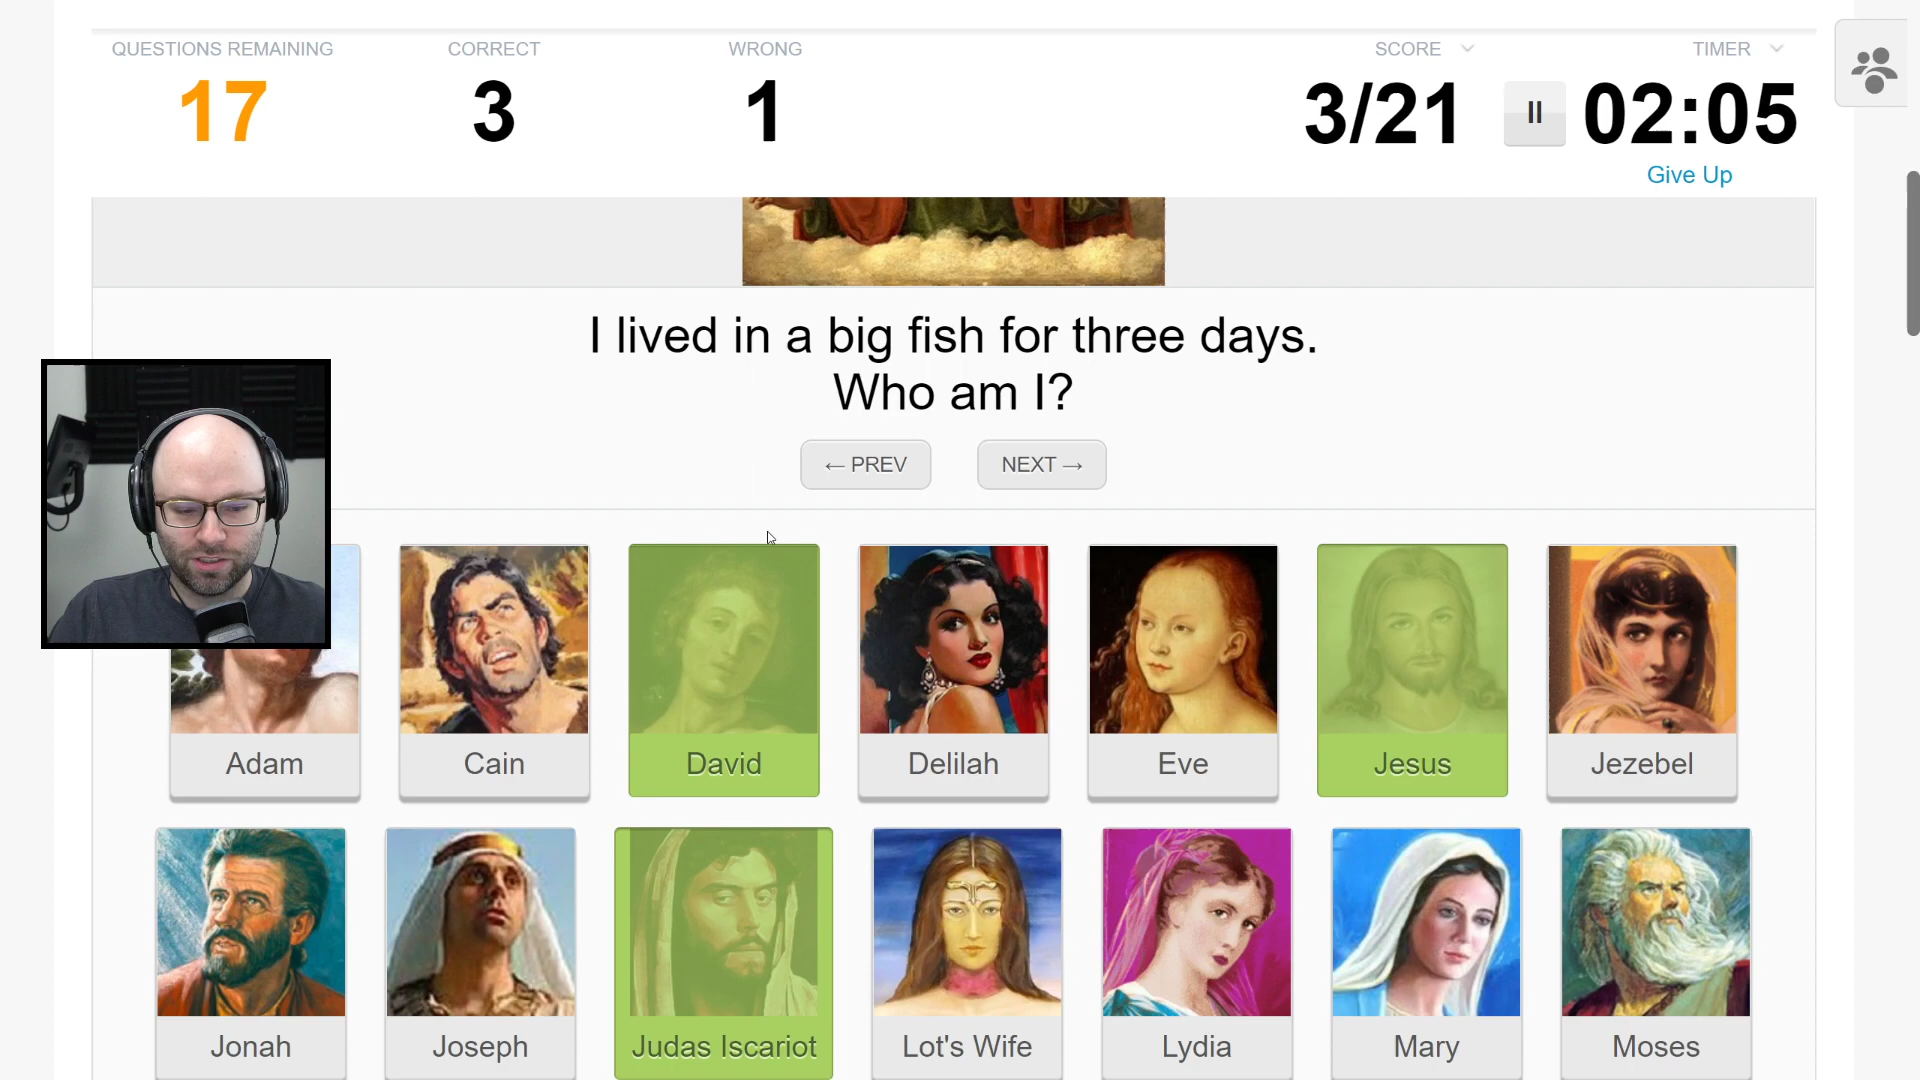 QUESTIONS REMAINING
17
CORRECT
3
WRONG
1
SCORE
3/21
TIMER
02:05
Give Up
I lived in a big fish for three days.
Who am I?
← PREV
NEXT →
Adam
Cain
David
Delilah
Eve
Jesus
Jezebel
Jonah
Joseph
Judas Iscariot
Lot's Wife
Lydia
Mary
Moses